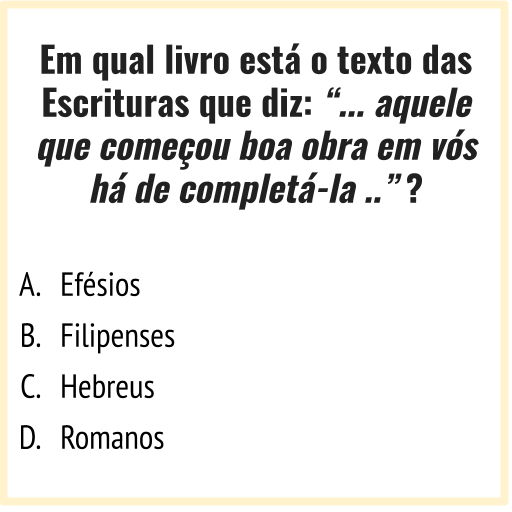 Em qual livro está o texto das
Escrituras que diz: “... aquele
que começou boa obra em vós
há de completá-la ..” ?
A. Efésios
B. Filipenses
C. Hebreus
D. Romanos